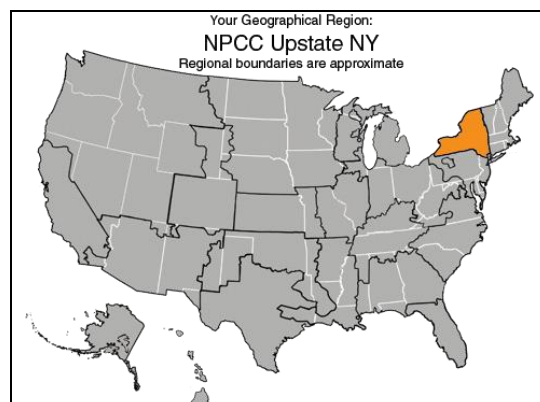 Your Geographical Region:
NPCC Upstate NY
Regional boundaries are approximate